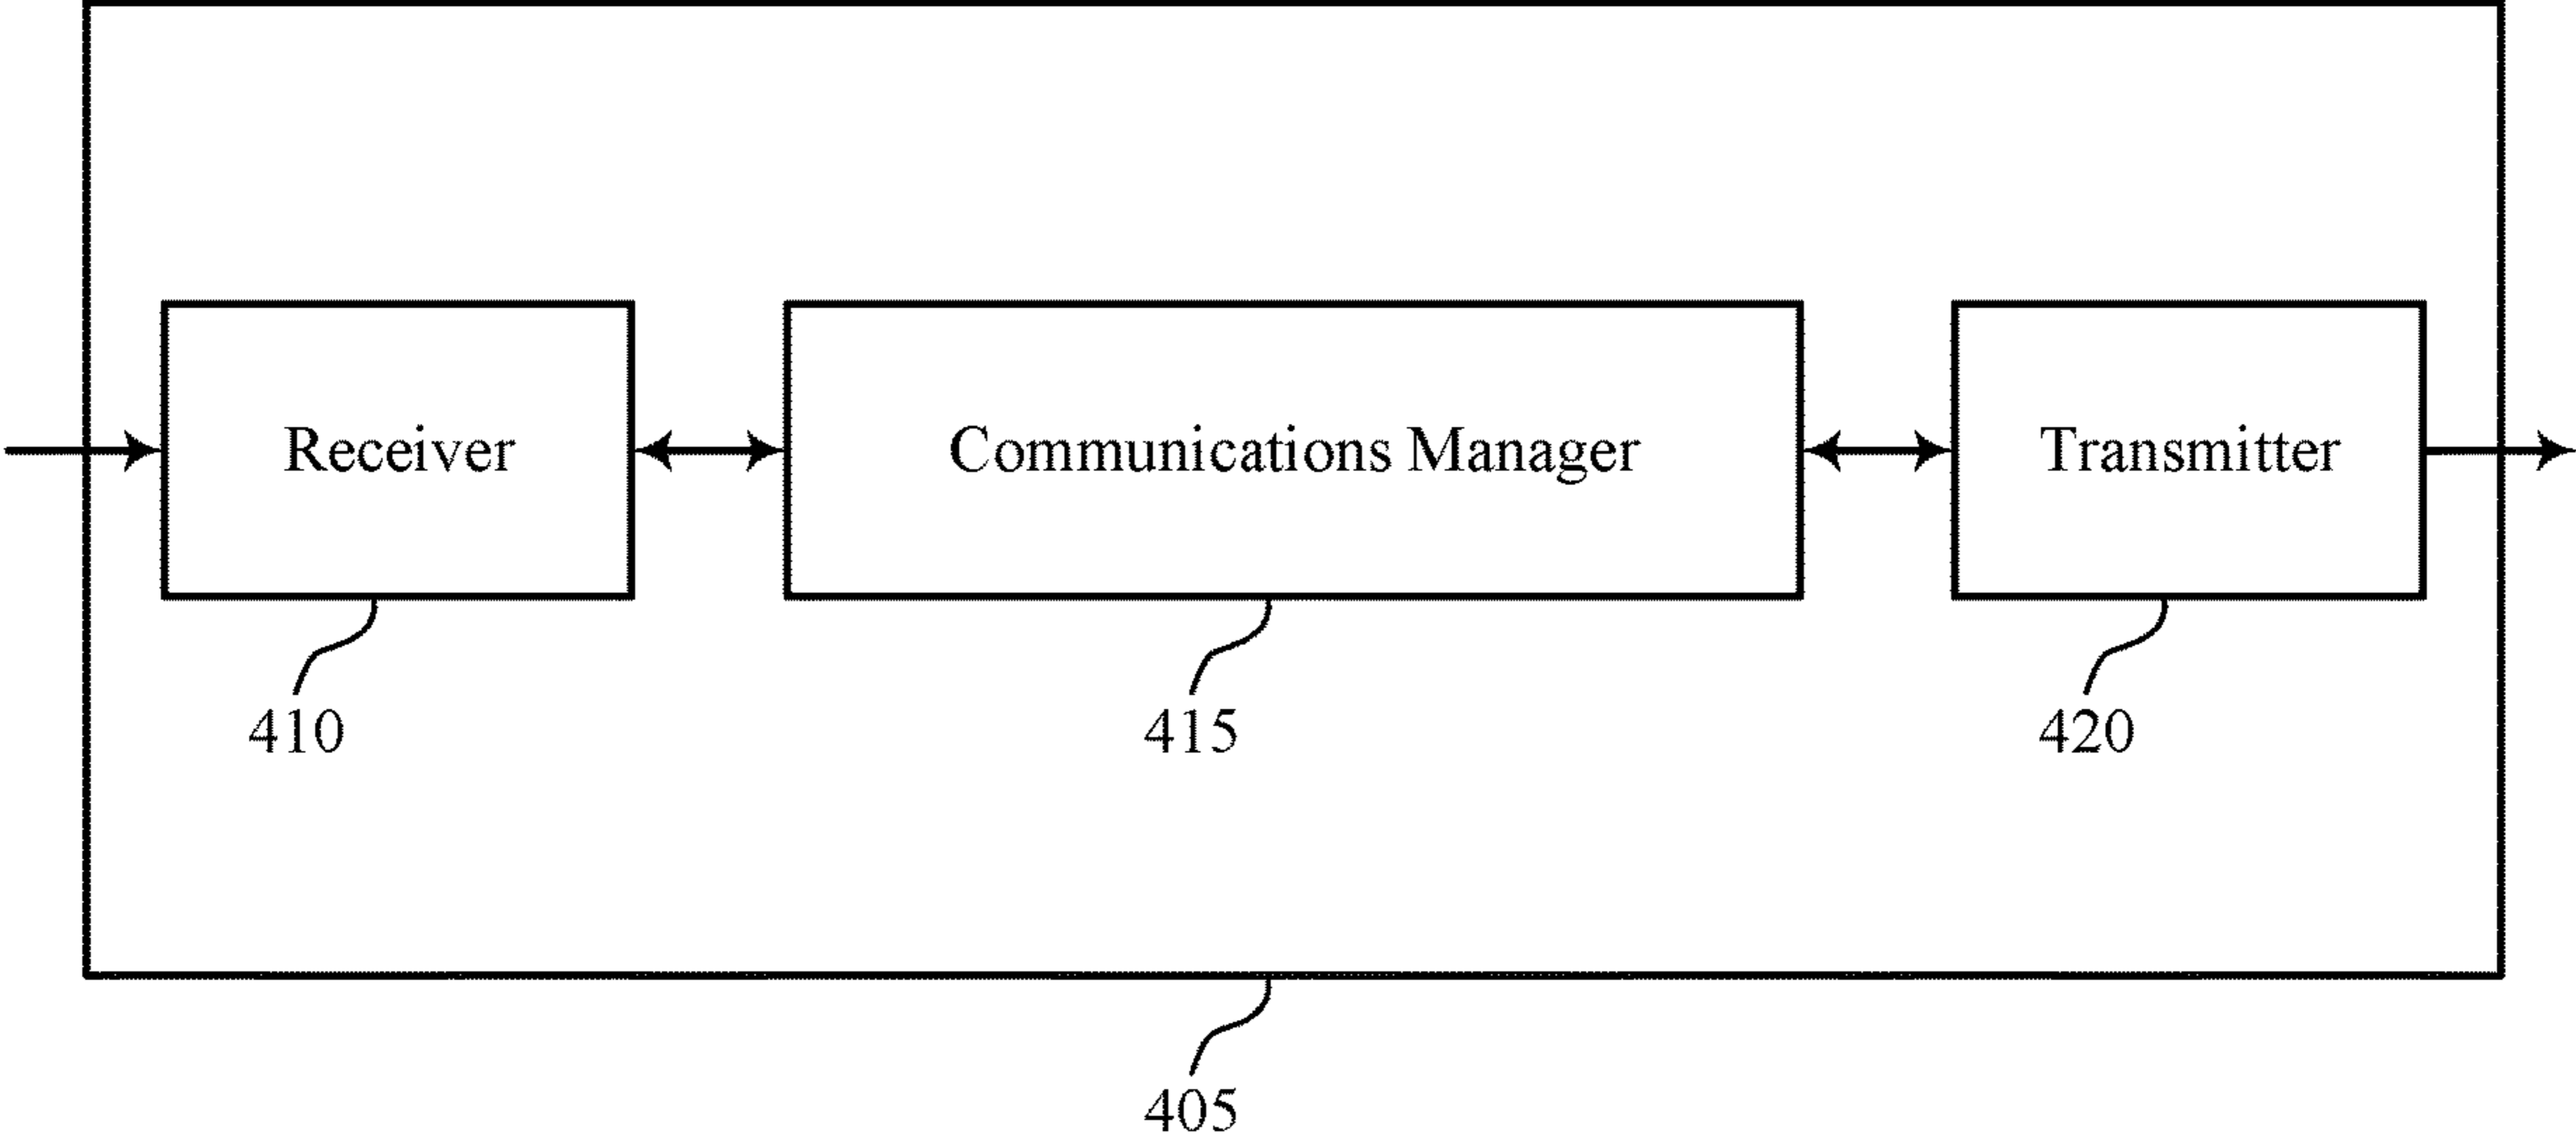 Receiver
Communications Manager
Transmitter
410
415
420
405